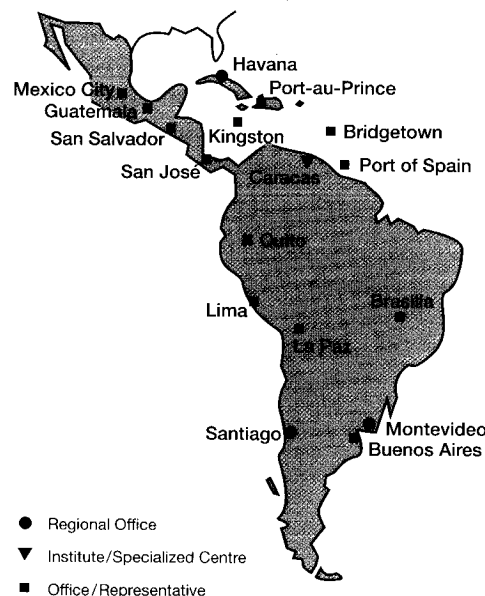 Havana
Mexico City
Port-au-Prince
Guatemala
San Salvador
Kingston
Bridgetown
San José
Caracas
Port of Spain
Quito
Lima
Brasilia
La Paz
Santiago
Montevideo
Buenos Aires
Regional Office
Institute/Specialized Centre
Office/Representative